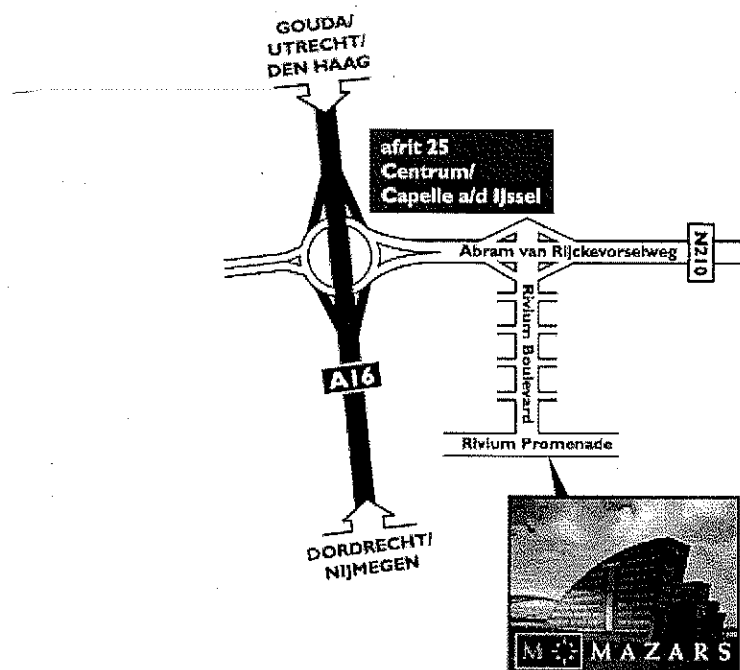 GOUDA/
UTRECHT/
DEN HAAG
afrit 25
Centrum/
Capelle a/d IJssel
Abram van Rijckevorselweg
N210
Rivium Boulevard
A16
Rivium Promenade
DORDRECHT/
NIJMEGEN
M MAZARS